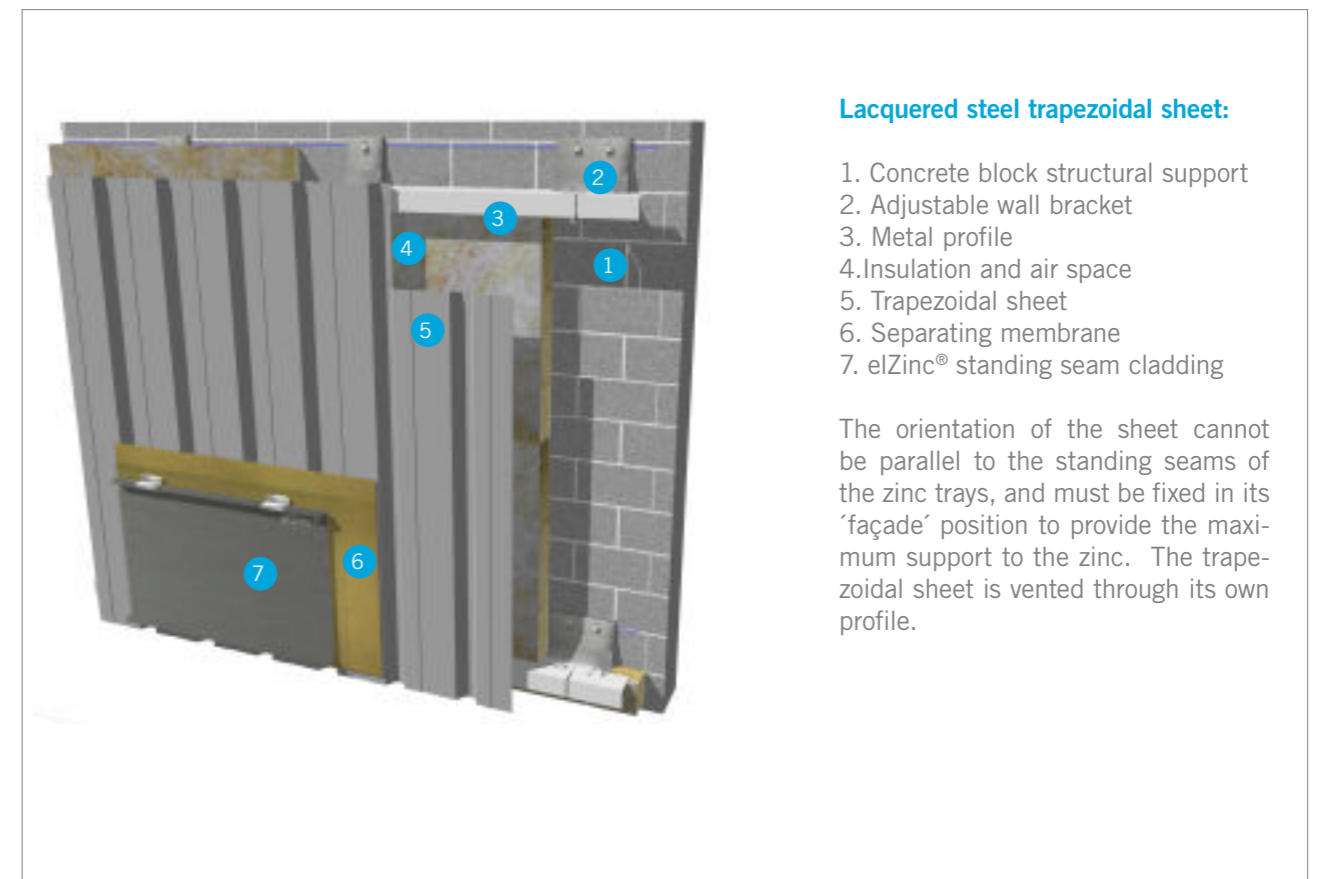 Lacquered steel trapezoidal sheet:
1. Concrete block structural support
2. Adjustable wall bracket
3. Metal profile
4.Insulation and air space
5. Trapezoidal sheet
6. Separating membrane
7. elZinc® standing seam cladding
The orientation of the sheet cannot
be parallel to the standing seams of
the zinc trays, and must be fixed in its
´façade´ position to provide the maxi-
mum support to the zinc. The trape-
zoidal sheet is vented through its own
profile.
2
3
4
1
5
6
7